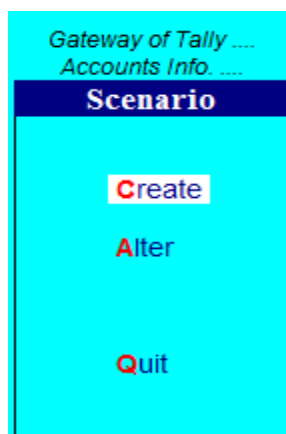 Gateway of Tally ....
Accounts Info. ....
Scenario
Create
Alter
Quit